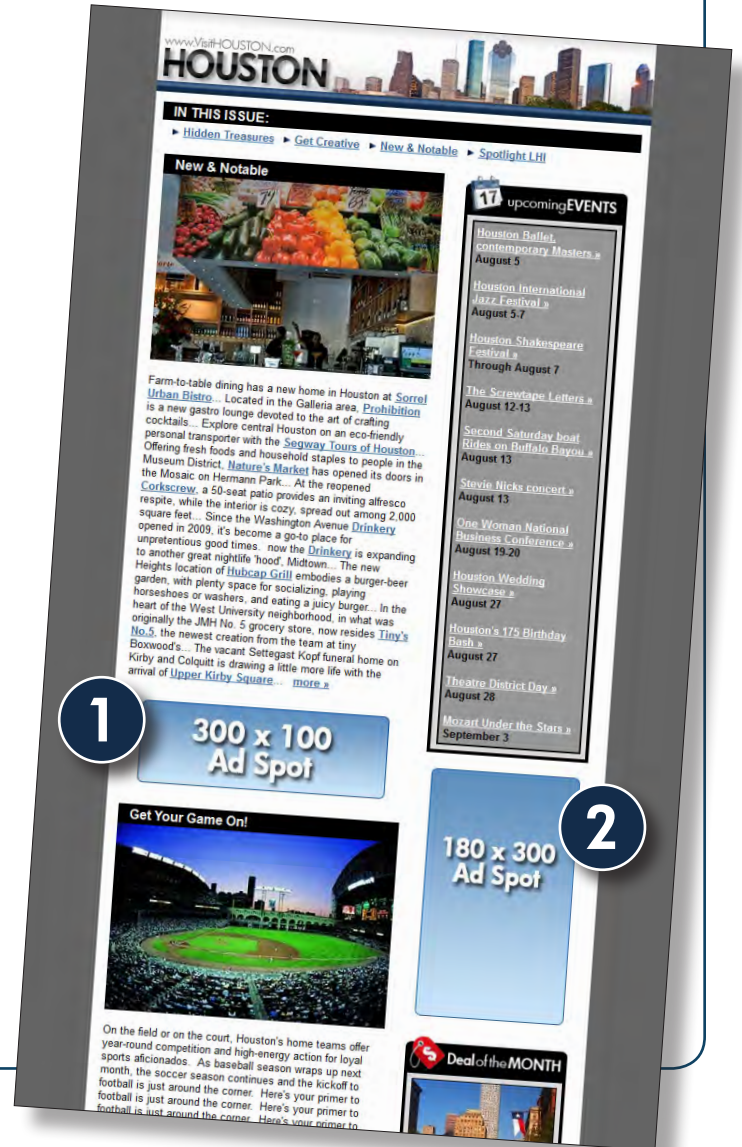 www.VisitHOUSTON.com
HOUSTON
IN THIS ISSUE:
► Hidden Treasures ► Get Creative ► New & Notable ► Spotlight LHI
New & Notable
Farm-to-table dining has a new home in Houston at Sorrel
Urban Bistro... Located in the Galleria area, Prohibition
is a new gastro lounge devoted to the art of crafting
cocktails... Explore central Houston on an eco-friendly
personal transporter with the Segway Tours of Houston...
Offering fresh foods and household staples to people in the
Museum District, Nature's Market has opened its doors in
the Mosaic on Hermann Park... At the reopened
Corkscrew, a 50-seat patio provides an inviting alfresco
respite, while the interior is cozy, spread out among 2,000
square feet... Since the Washington Avenue Drinkery
opened in 2009, it's become a go-to place for
unpretentious good times. now the Drinkery is expanding
to another great nightlife 'hood', Midtown... The new
Heights location of Hubcap Grill embodies a burger-beer
garden, with plenty space for socializing, playing
horseshoes or washers, and eating a juicy burger... In the
heart of the West University neighborhood, in what was
originally the JMH No. 5 grocery store, now resides Tiny's
No.5, the newest creation from the team at tiny
Boxwood's... The vacant Settegast Kopf funeral home on
Kirby and Colquitt is drawing a little more life with the
arrival of Upper Kirby Square... more »
1
300 x 100
Ad Spot
Get Your Game On!
On the field or on the court, Houston's home teams offer
year-round competition and high-energy action for loyal
sports aficionados. As baseball season wraps up next
month, the soccer season continues and the kickoff to
football is just around the corner. Here's your primer to
football is just around the corner. Here's your primer to
football is just around the corner. Here's your primer to
17
upcomingEVENTS
Houston Ballet,
contemporary Masters »
August 5
Houston International
Jazz Festival »
August 5-7
Houston Shakespeare
Festival »
Through August 7
The Screwtape Letters »
August 12-13
Second Saturday boat
Rides on Buffalo Bayou »
August 13
Stevie Nicks concert »
August 13
One Woman National
Business Conference »
August 19-20
Houston Wedding
Showcase »
August 27
Houston's 175 Birthday
Bash »
August 27
Theatre District Day »
August 28
Mozart Under the Stars »
September 3
2
180 x 300
Ad Spot
$
Deal of the MONTH